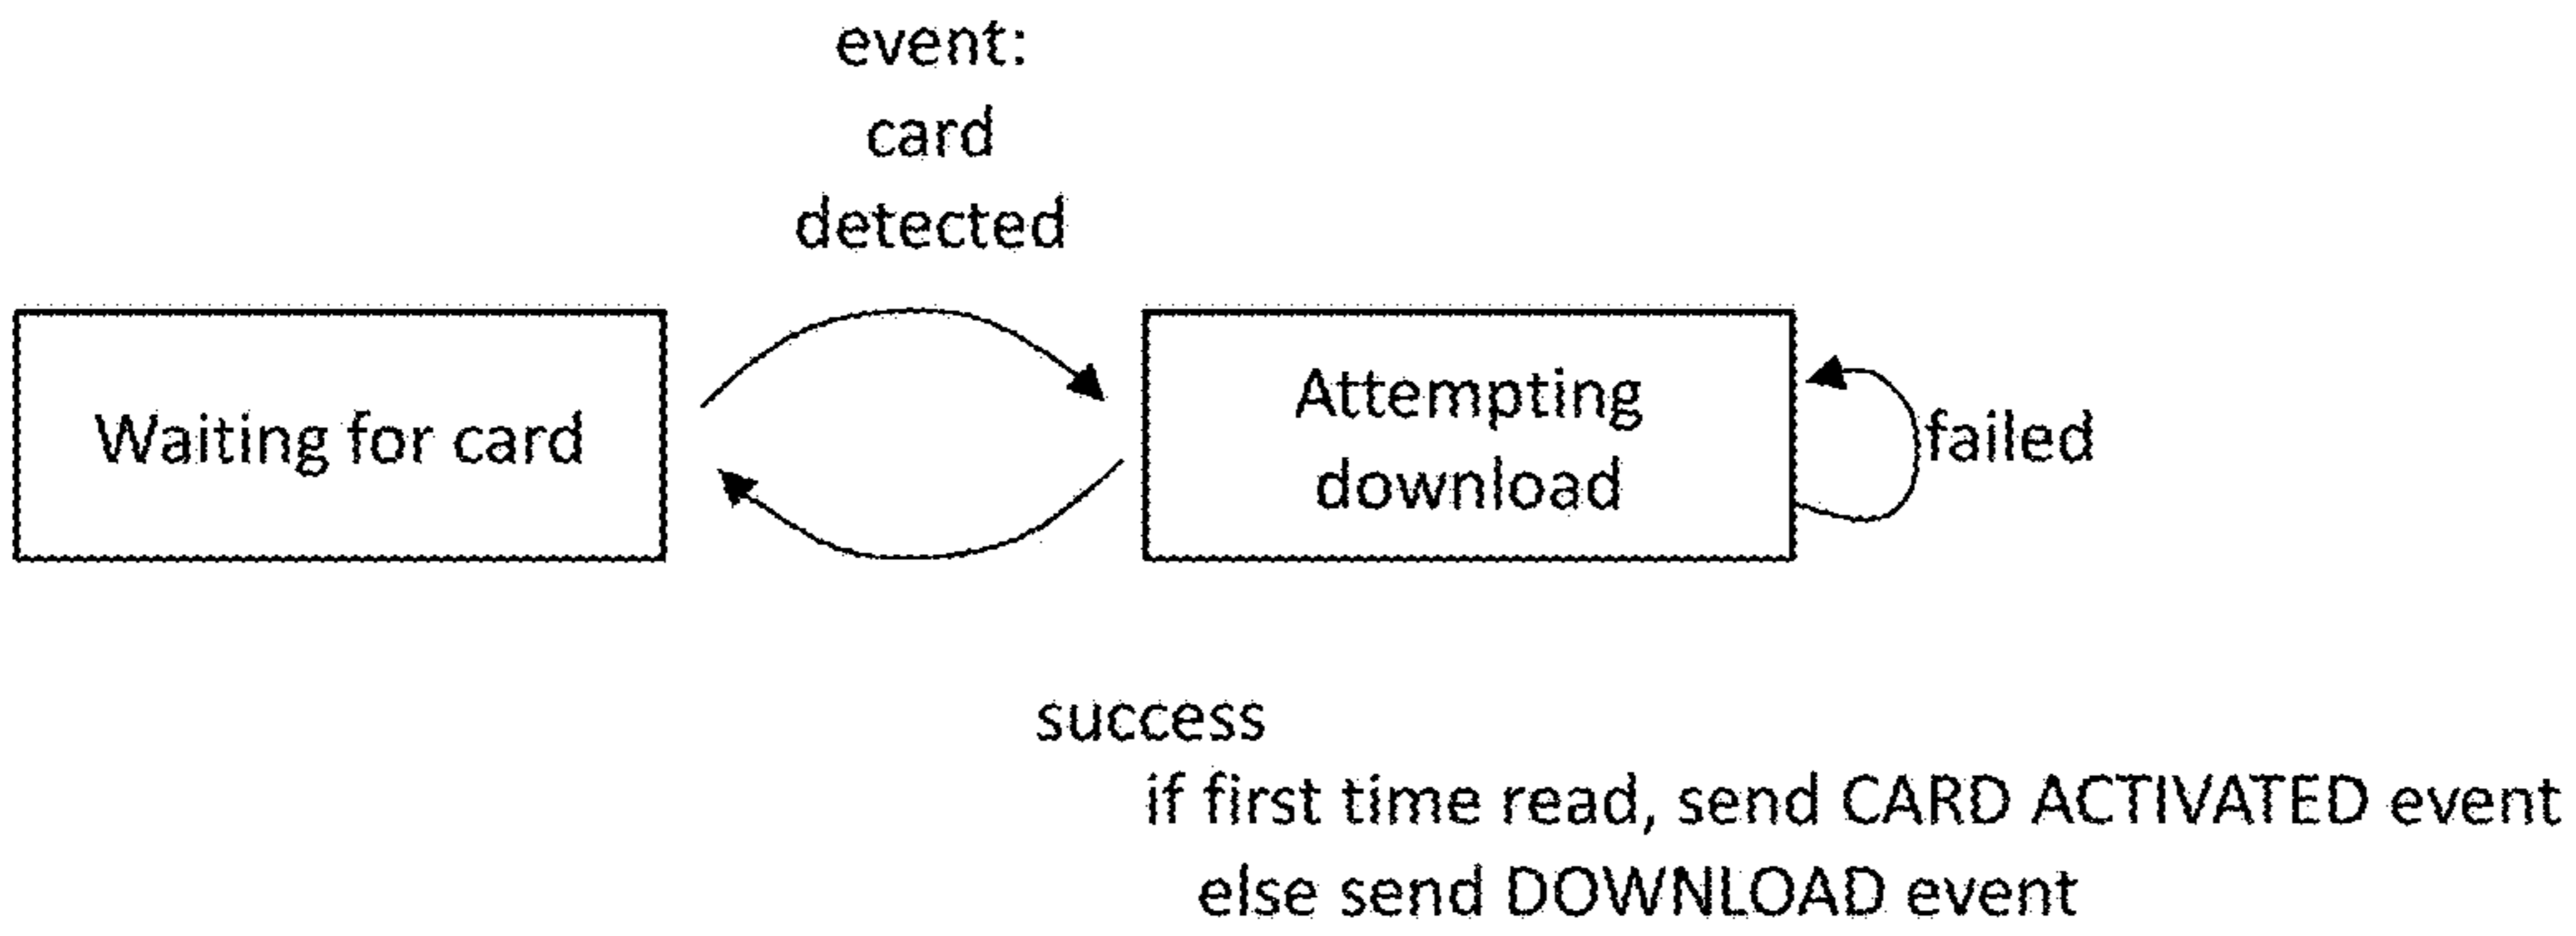 event:
card
detected
Waiting for card
Attempting
download
failed
success
if first time read, send CARD ACTIVATED event
else send DOWNLOAD event